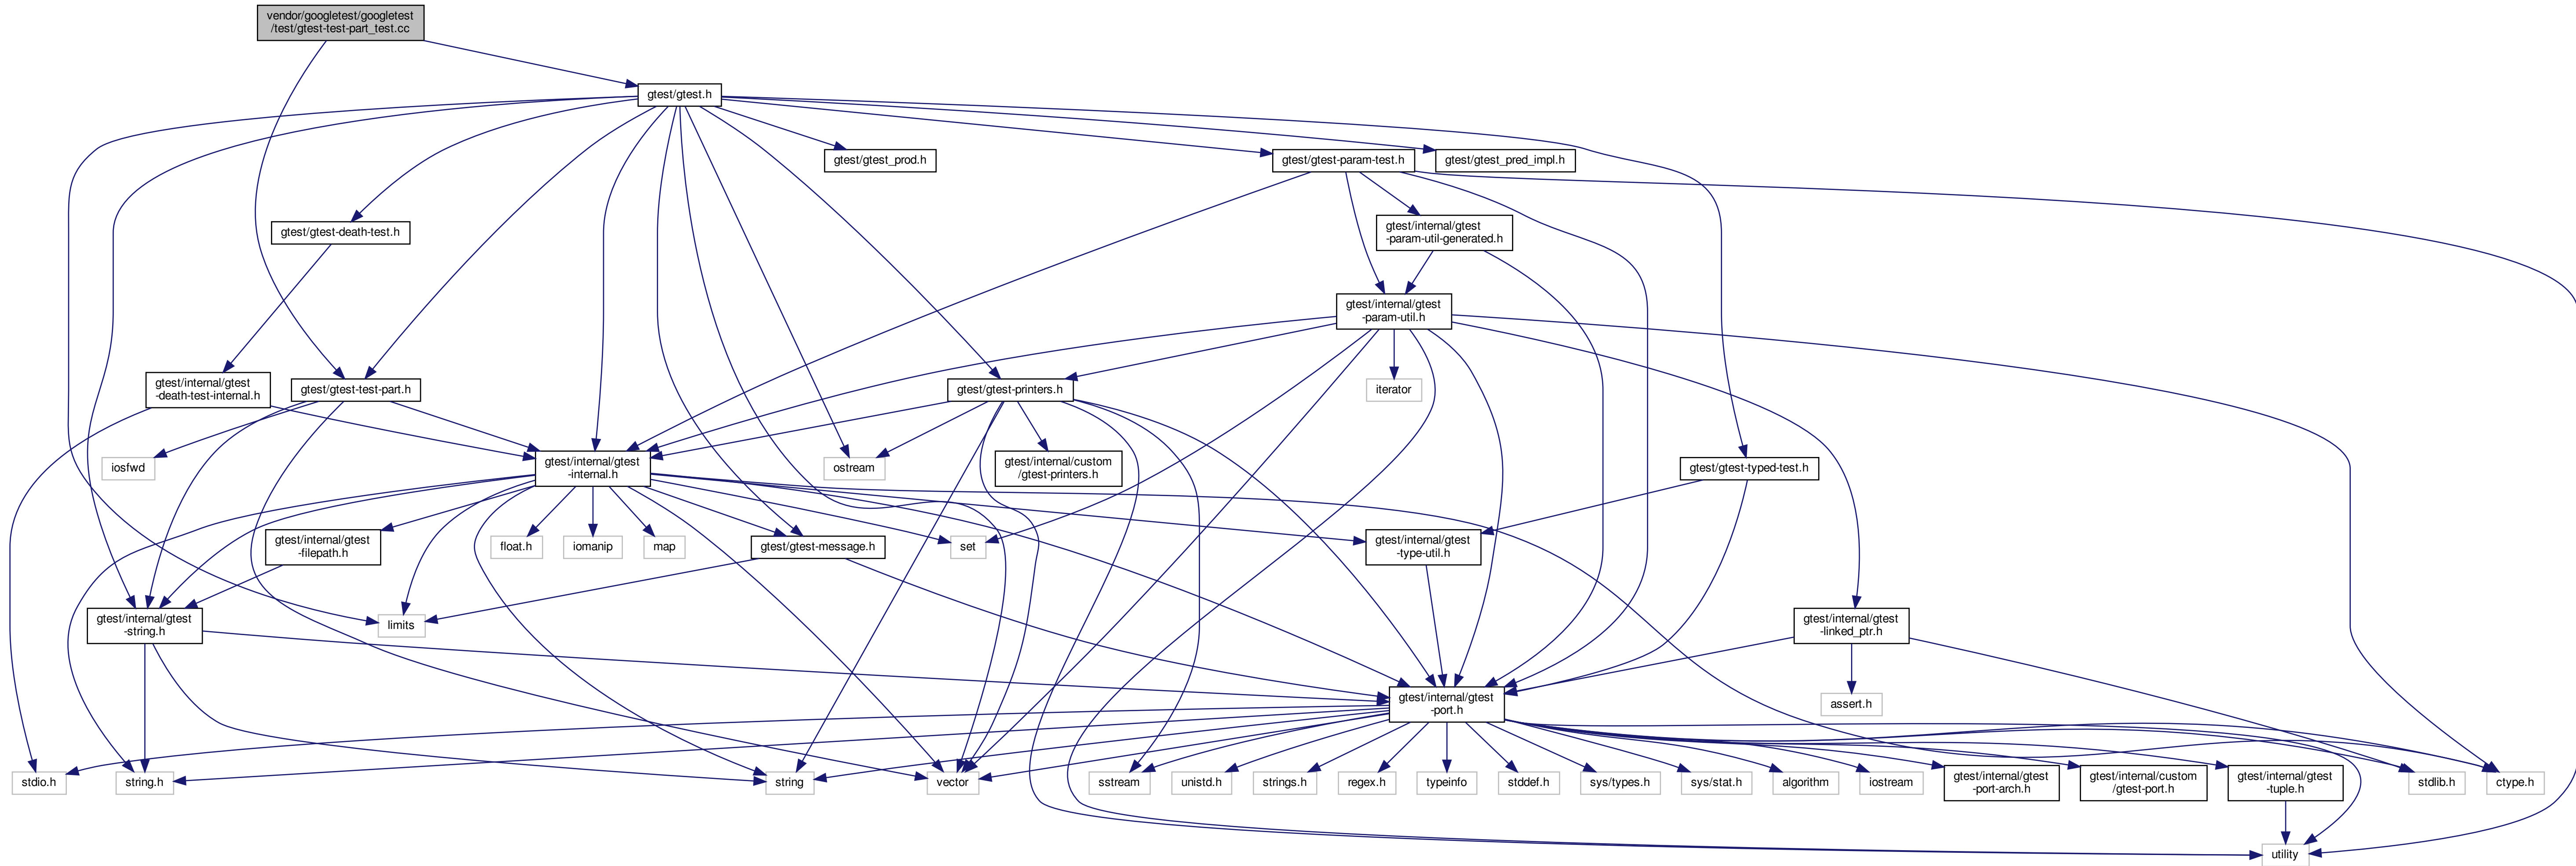 vendor/googletest/googletest
/test/gtest-test-part_test.cc
gtest/gtest.h
gtest/gtest_prod.h
gtest/gtest-param-test.h
gtest/gtest_pred_impl.h
gtest/gtest-death-test.h
gtest/internal/gtest
-param-util-generated.h
gtest/internal/gtest
-param-util.h
gtest/internal/gtest
-death-test-internal.h
gtest/gtest-test-part.h
gtest/gtest-printers.h
iterator
iosfwd
gtest/internal/gtest
-internal.h
ostream
gtest/internal/custom
/gtest-printers.h
gtest/gtest-typed-test.h
gtest/internal/gtest
-filepath.h
float.h
iomanip
map
gtest/gtest-message.h
set
gtest/internal/gtest
-type-util.h
gtest/internal/gtest
-string.h
limits
gtest/internal/gtest
-linked_ptr.h
gtest/internal/gtest
-port.h
assert.h
stdio.h
string.h
string
vector
sstream
unistd.h
strings.h
regex.h
typeinfo
stddef.h
sys/types.h
sys/stat.h
algorithm
iostream
gtest/internal/gtest
-port-arch.h
gtest/internal/custom
/gtest-port.h
gtest/internal/gtest
-tuple.h
stdlib.h
ctype.h
utility